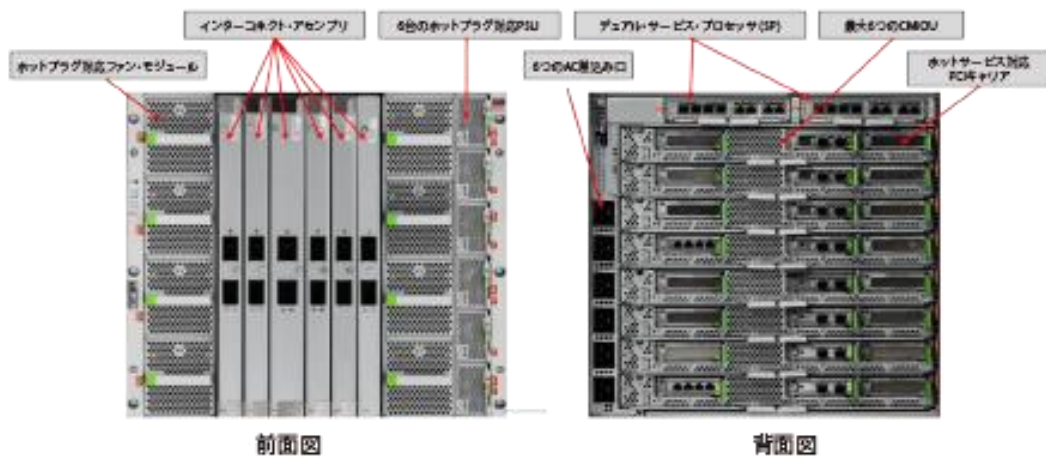 インターコネクト・アセンブリ
6台のホットプラグ対応PSU
デュアル・サービス・プロセッサ(SP)
最大8つのCMIOU
ホットプラグ対応ファン・モジュール
6つのAC差込み口
ホットサービス対応
PCIキャリア
前面図
背面図